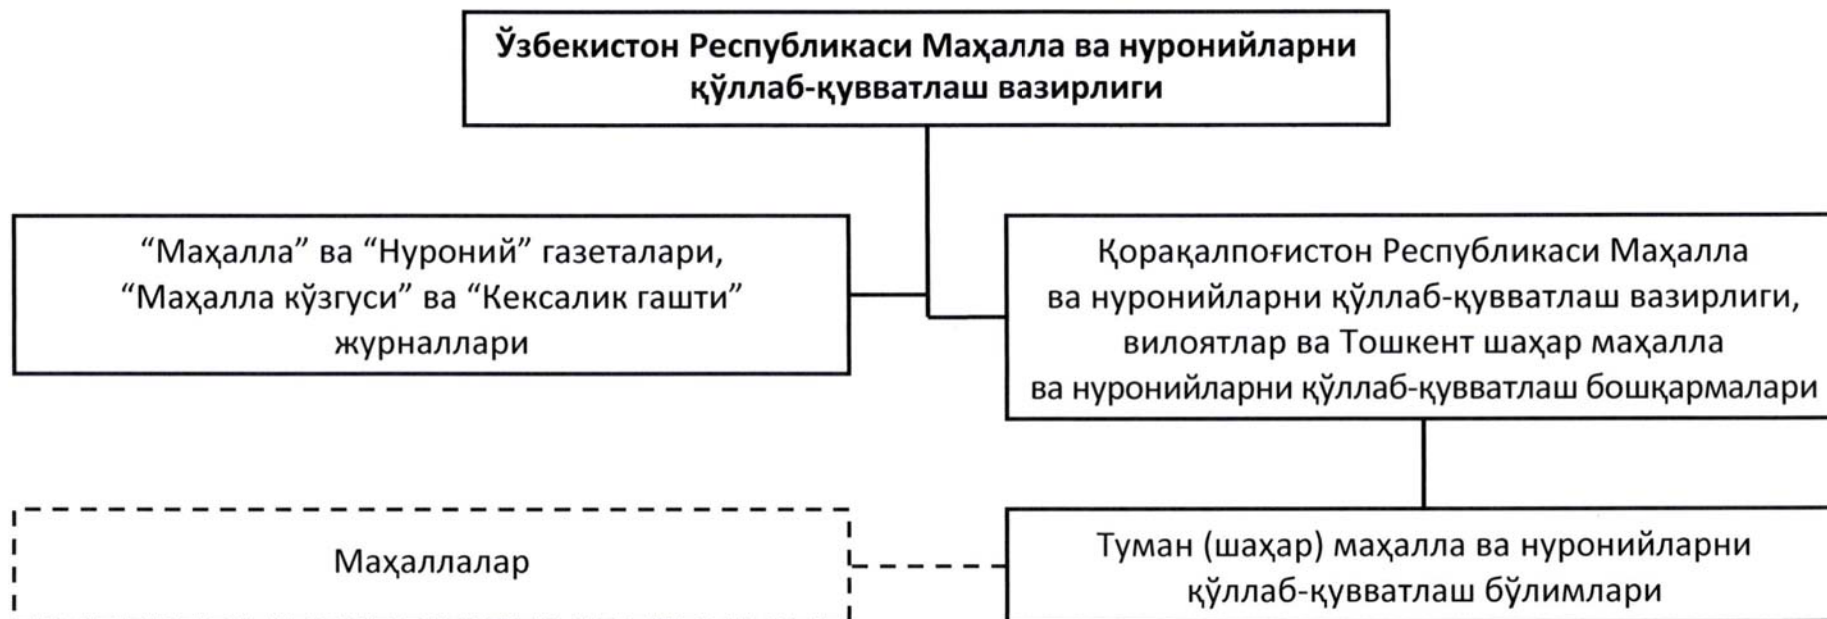 Ўзбекистон Республикаси Маҳалла ва нуронийларни
қўллаб-қувватлаш вазирлиги
“Маҳалла” ва “Нуроний” газеталари,
“Маҳалла кўзгуси” ва “Кексалик гашти”
журналлари
Қорақалпоғистон Республикаси Маҳалла
ва нуронийларни қўллаб-қувватлаш вазирлиги,
вилоятлар ва Тошкент шаҳар маҳалла
ва нуронийларни қўллаб-қувватлаш бошқармалари
Маҳаллалар
Туман (шаҳар) маҳалла ва нуронийларни
қўллаб-қувватлаш бўлимлари